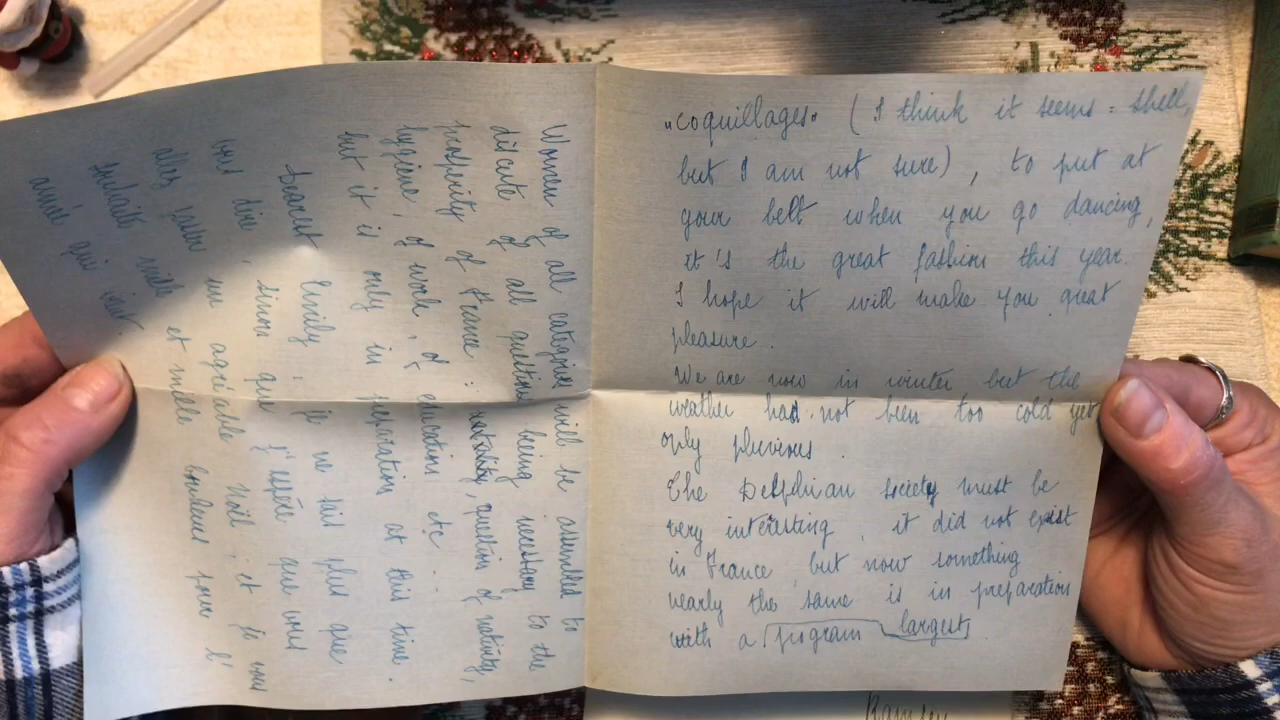 "coquillages" (I think it seems = shell,
but I am not sure), to put at
your belt when you go dancing,
it's the great fashion this year.
I hope it will make you great
pleasure.
We are now in winter but the
weather had not been too cold yet
only pluvious.
The Delphian society must be
very interesting, it did not exist
in France, but now something
nearly the same is in preparation
with a program largest
Women of all categories will be assembled to
discute of all questions being necessary to the
prosperity of France : natality, question of nativity,
hygiene, of work, of education etc...
but it is only in preparation at this time.
Dearest Emily, je ne sais plus que
vous dire, sinon que j'espère que vous
allez passer un agréable Noël, et je vous
souhaite mille et mille bonheurs pour l'
année qui vient.
Ramsey